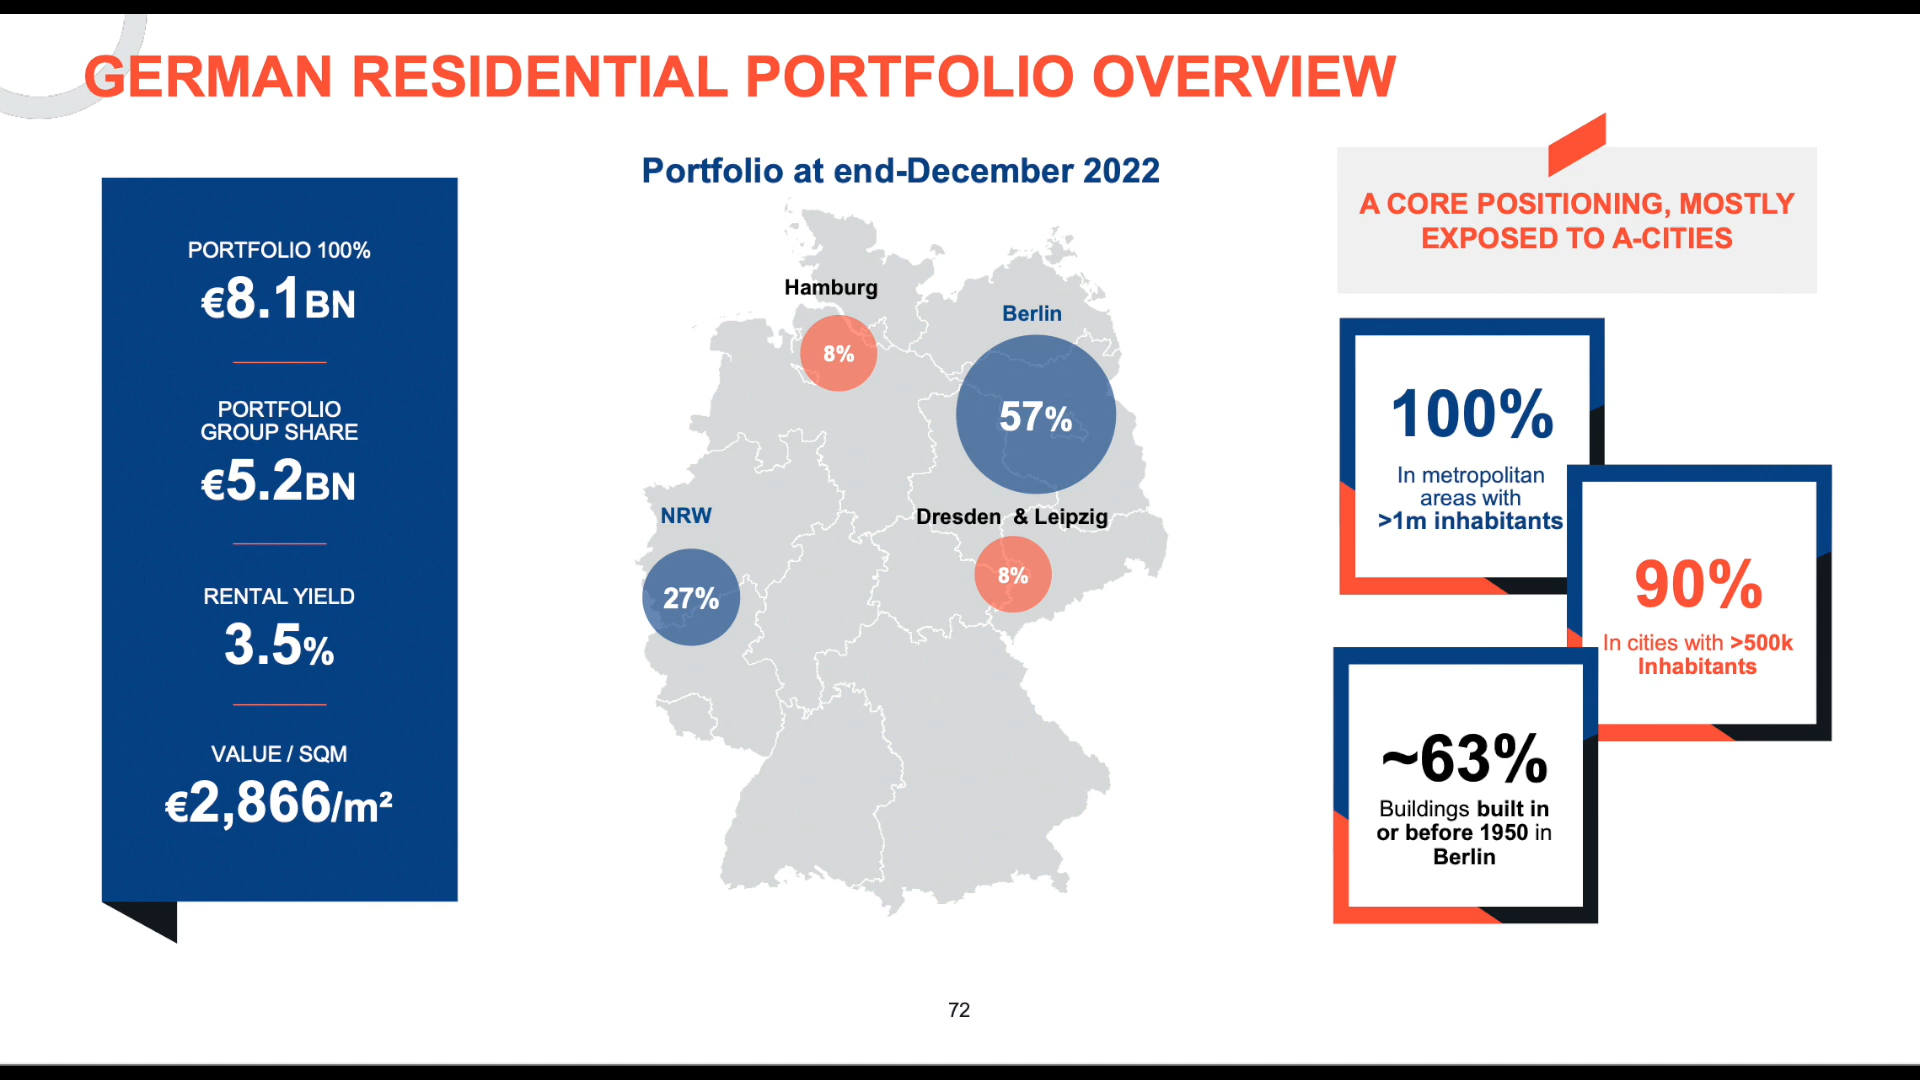 GERMAN RESIDENTIAL PORTFOLIO OVERVIEW
PORTFOLIO 100%
€8.1BN
PORTFOLIO
GROUP SHARE
€5.2BN
RENTAL YIELD
3.5%
VALUE / SQM
€2,866/m²
Portfolio at end-December 2022
Hamburg
8%
Berlin
57%
NRW
27%
Dresden & Leipzig
8%
A CORE POSITIONING, MOSTLY
EXPOSED TO A-CITIES
100%
In metropolitan
areas with
>1m inhabitants
90%
In cities with >500k
Inhabitants
~63%
Buildings built in
or before 1950 in
Berlin
72